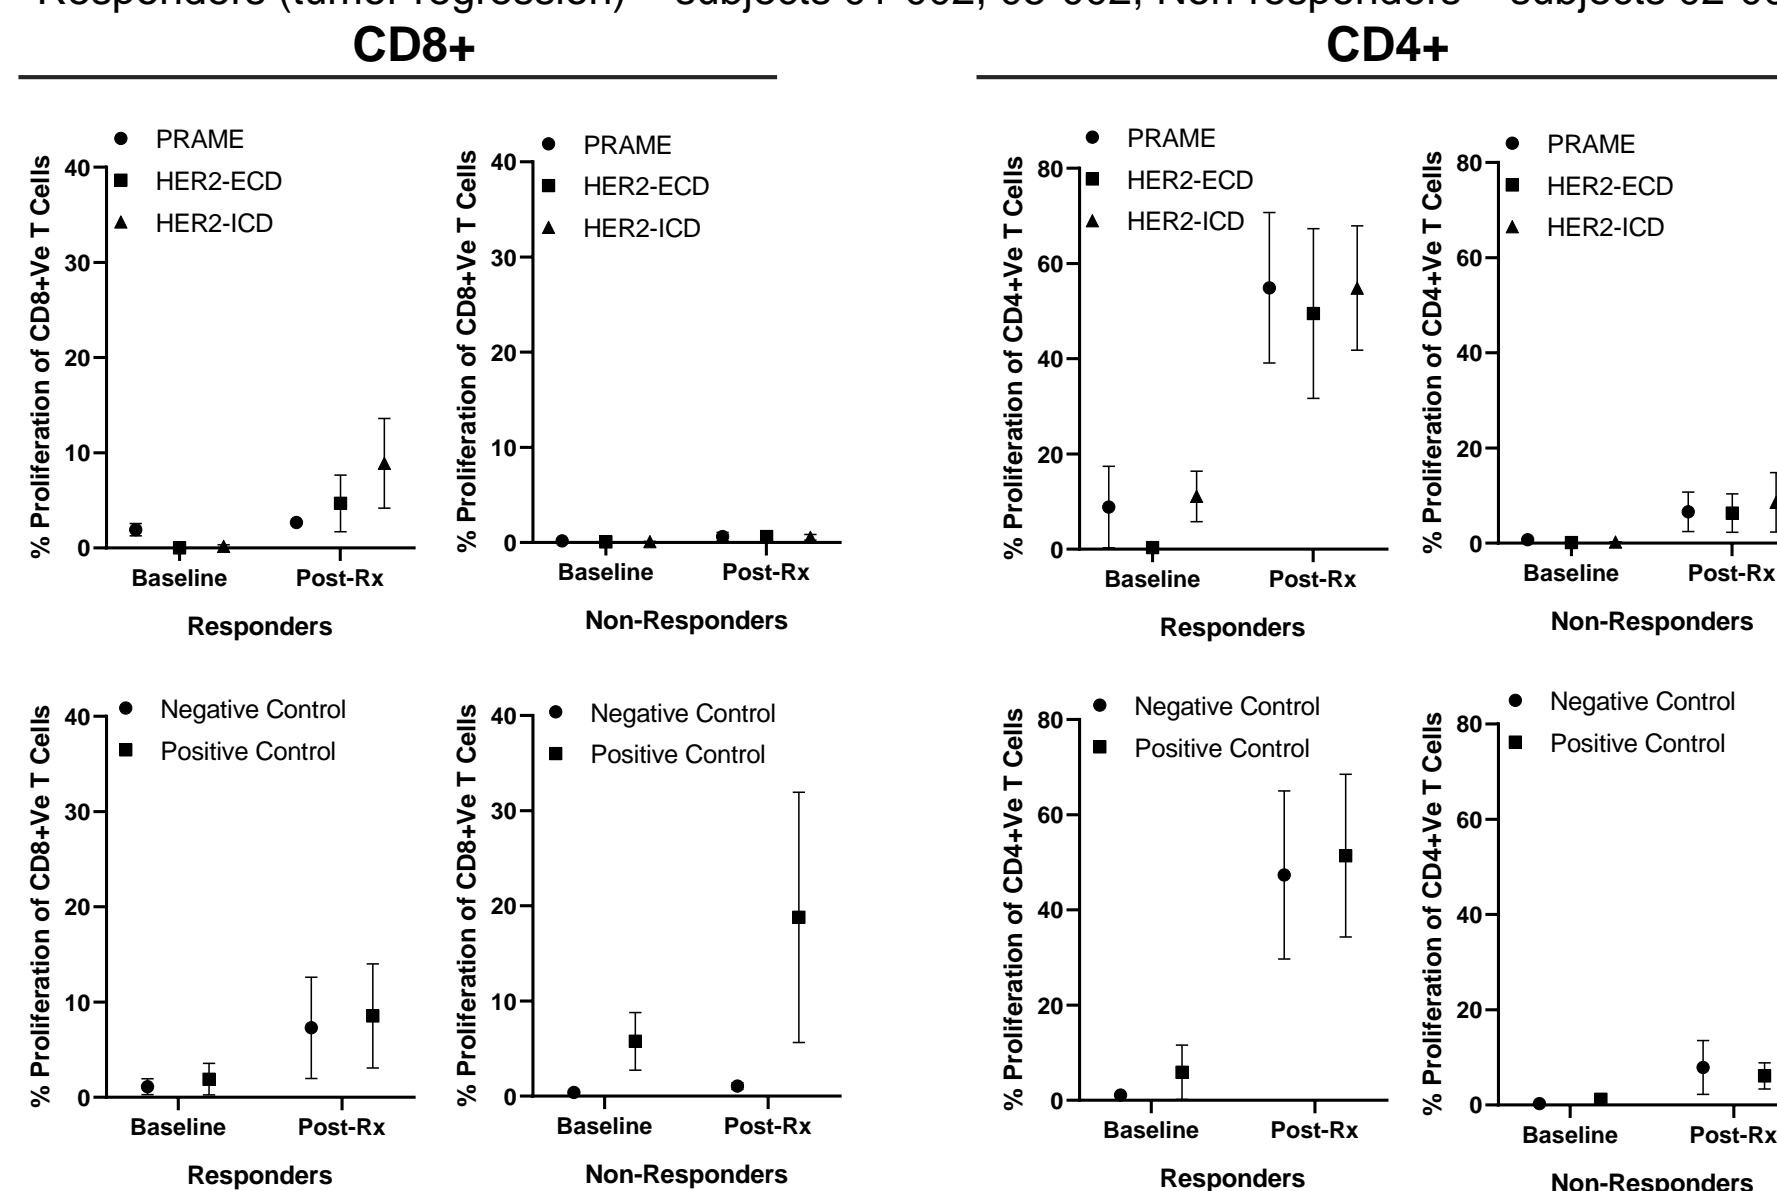 Responders (tumor regression)
CD8+
CD4+
PRAME
HER2-ECD
HER2-ICD
% Proliferation of CD8+Ve T Cells
40
30
20
10
0
Baseline Post-Rx
Responders
PRAME
HER2-ECD
HER2-ICD
% Proliferation of CD8+Ve T Cells
40
30
20
10
0
Baseline Post-Rx
Non-Responders
PRAME
HER2-ECD
HER2-ICD
% Proliferation of CD4+Ve T Cells
80
60
40
20
0
Baseline Post-Rx
Responders
PRAME
HER2-ECD
HER2-ICD
% Proliferation of CD4+Ve T Cells
80
60
40
20
0
Baseline Post-Rx
Non-Responders
Negative Control
Positive Control
% Proliferation of CD8+Ve T Cells
40
30
20
10
0
Baseline Post-Rx
Responders
Negative Control
Positive Control
% Proliferation of CD8+Ve T Cells
40
30
20
10
0
Baseline Post-Rx
Non-Responders
Negative Control
Positive Control
% Proliferation of CD4+Ve T Cells
80
60
40
20
0
Baseline Post-Rx
Responders
Negative Control
Positive Control
% Proliferation of CD4+Ve T Cells
80
60
40
20
0
Baseline Post-Rx
Non-Responders